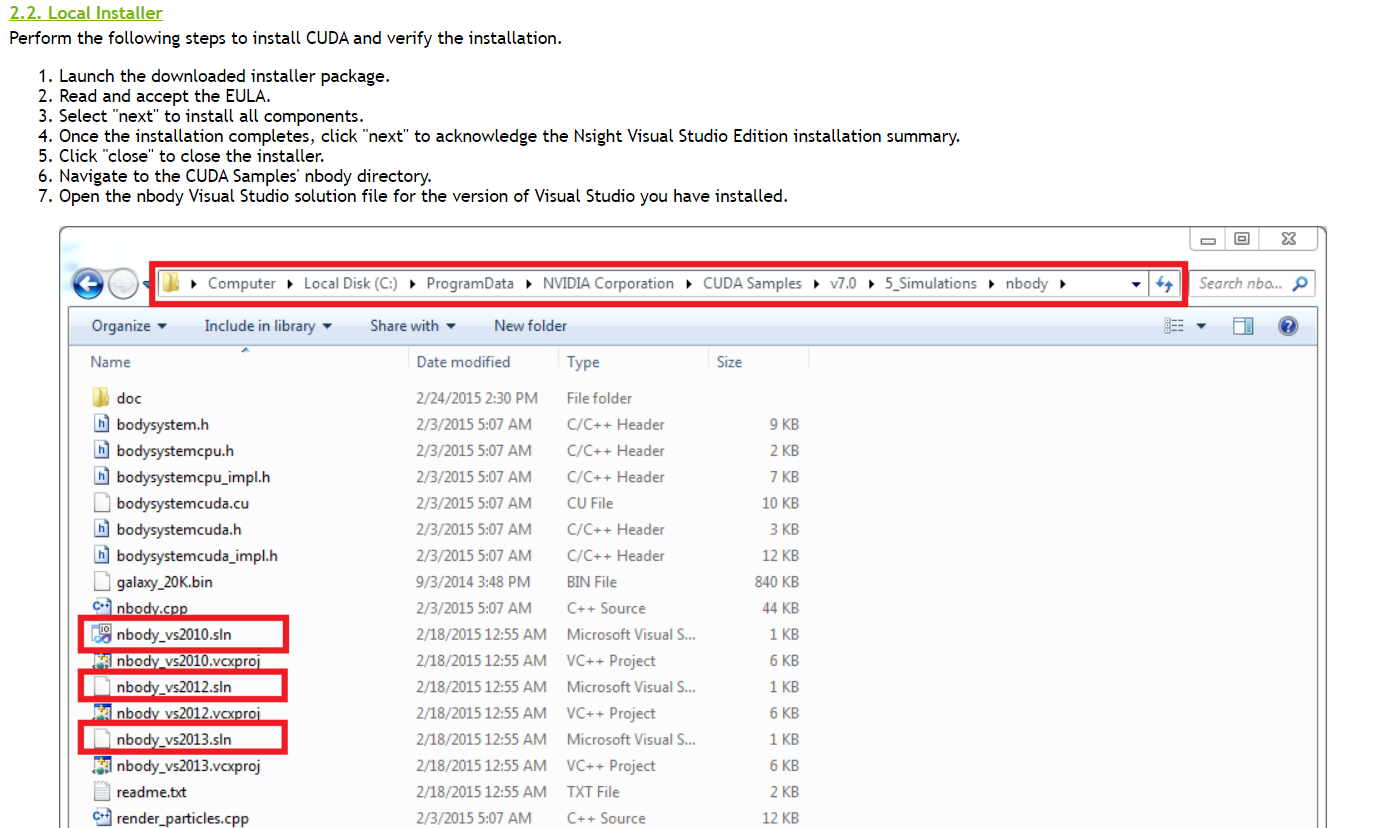 2.2. Local Installer
Perform the following steps to install CUDA and verify the installation.
1. Launch the downloaded installer package.
2. Read and accept the EULA.
3. Select "next" to install all components.
4. Once the installation completes, click "next" to acknowledge the Nsight Visual Studio Edition installation summary.
5. Click "close" to close the installer.
6. Navigate to the CUDA Samples' nbody directory.
7. Open the nbody Visual Studio solution file for the version of Visual Studio you have installed.
Computer Local Disk (C:) ProgramData NVIDIA Corporation CUDA Samples v7.0 5_Simulations nbody Search nbo...
Organize Include in library Share with New folder
Name Date modified Type Size
doc 2/24/2015 2:30 PM File folder
bodysystem.h 2/3/2015 5:07 AM C/C++ Header 9 KB
bodysystemcpu.h 2/3/2015 5:07 AM C/C++ Header 2 KB
bodysystemcpu_impl.h 2/3/2015 5:07 AM C/C++ Header 7 KB
bodysystemcuda.cu 2/3/2015 5:07 AM CU File 10 KB
bodysystemcuda.h 2/3/2015 5:07 AM C/C++ Header 3 KB
bodysystemcuda_impl.h 2/3/2015 5:07 AM C/C++ Header 12 KB
galaxy_20K.bin 9/3/2014 3:48 PM BIN File 840 KB
nbody.cpp 2/3/2015 5:07 AM C++ Source 44 KB
nbody_vs2010.sln 2/18/2015 12:55 AM Microsoft Visual S... 1 KB
nbody_vs2010.vcxproj 2/18/2015 12:55 AM VC++ Project 6 KB
nbody_vs2012.sln 2/18/2015 12:55 AM Microsoft Visual S... 1 KB
nbody_vs2012.vcxproj 2/18/2015 12:55 AM VC++ Project 6 KB
nbody_vs2013.sln 2/18/2015 12:55 AM Microsoft Visual S... 1 KB
nbody_vs2013.vcxproj 2/18/2015 12:55 AM VC++ Project 6 KB
readme.txt 2/18/2015 12:55 AM TXT File 2 KB
render_particles.cpp 2/3/2015 5:07 AM C++ Source 12 KB